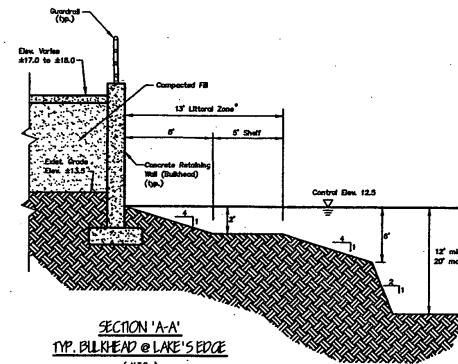 Guardrail
(typ.)
Elev. Varies
±17.0 to ±18.0
Compacted Fill
13' Littoral Zone*
8'
5' Shelf
Concrete Retaining
Wall (Bulkhead)
(typ.)
Exist. Grade
Elev. ±13.5
Control Elev. 12.5
4
1
2'
4
1
6'
2
1
12' mi
20' ma
SECTION 'A-A'
TYP. BULKHEAD @ LAKE'S EDGE